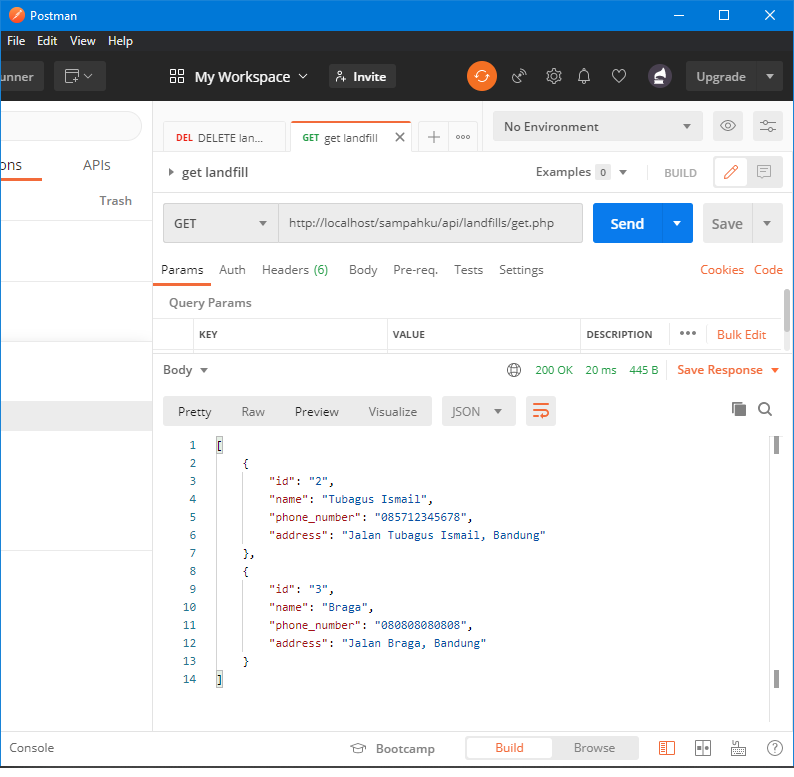 Postman
File Edit View Help
unner
My Workspace
Invite
Upgrade
DEL DELETE lan...
GET get landfill
No Environment
ons
APIs
Trash
get landfill
Examples 0
BUILD
GET
http://localhost/sampahku/api/landfills/get.php
Send
Save
Params Auth Headers (6) Body Pre-req. Tests Settings
Cookies Code
Query Params
KEY VALUE DESCRIPTION
Bulk Edit
Body
200 OK 20 ms 445 B
Save Response
Pretty Raw Preview Visualize
JSON
1 [
2 {
3 "id": "2",
4 "name": "Tubagus Ismail",
5 "phone_number": "085712345678",
6 "address": "Jalan Tubagus Ismail, Bandung"
7 },
8 {
9 "id": "3",
10 "name": "Braga",
11 "phone_number": "080808080808",
12 "address": "Jalan Braga, Bandung"
13 }
14 ]
Console
Bootcamp
Build
Browse